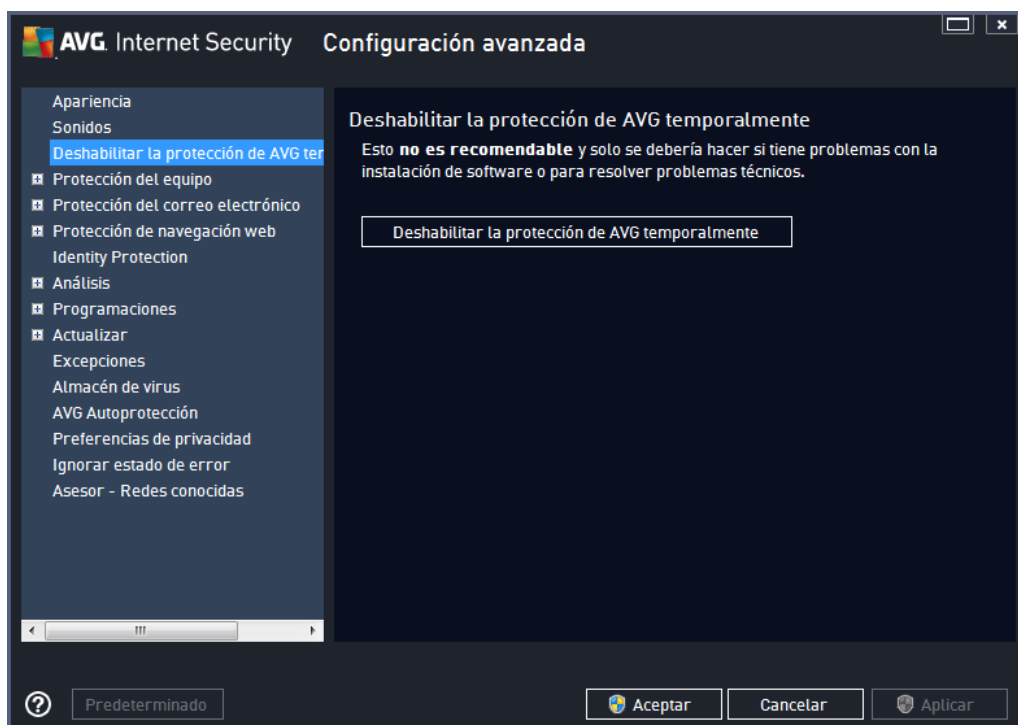 AVG. Internet Security
Configuración avanzada
Apariencia
Sonidos
Deshabilitar la protección de AVG ter
Protección del equipo
Protección del correo electrónico
Protección de navegación web
Identity Protection
Análisis
Programaciones
Actualizar
Excepciones
Almacén de virus
AVG Autoprotección
Preferencias de privacidad
Ignorar estado de error
Asesor - Redes conocidas
Deshabilitar la protección de AVG temporalmente
Esto no es recomendable y solo se debería hacer si tiene problemas con la
instalación de software o para resolver problemas técnicos.
Deshabilitar la protección de AVG temporalmente
Predeterminado
Aceptar
Cancelar
Aplicar